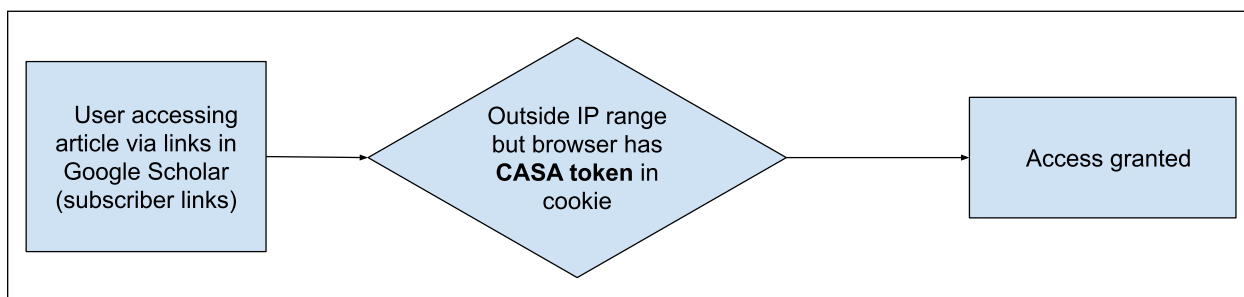 User accessing
article via links in
Google Scholar
(subscriber links)
Outside IP range
but browser has
CASA token in
cookie
Access granted